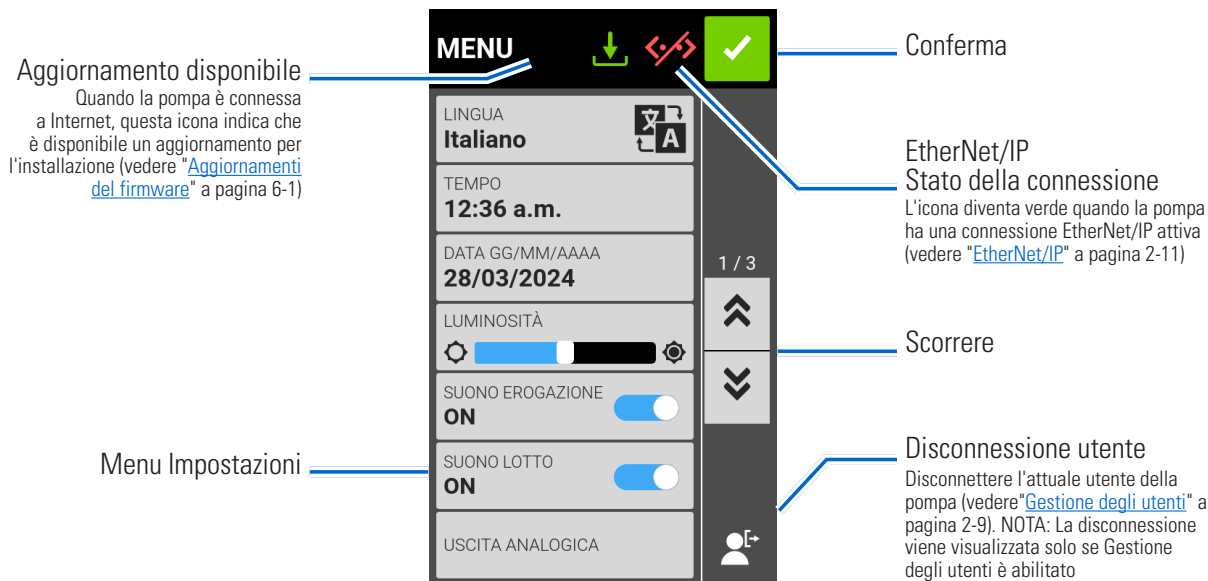 Aggiornamento disponibile
Quando la pompa è connessa
a Internet, questa icona indica che
è disponibile un aggiornamento per
l'installazione (vedere "Aggiornamenti
del firmware" a pagina 6-1)
Menu Impostazioni
MENU
LINGUA
Italiano
文
A
TEMPO
12:36 a.m.
DATA GG/MM/AAAA
28/03/2024
LUMINOSITÀ
SUONO EROGAZIONE
ON
SUONO LOTTO
ON
USCITA ANALOGICA
1 / 3
Conferma
EtherNet/IP
Stato della connessione
L'icona diventa verde quando la pompa
ha una connessione EtherNet/IP attiva
(vedere "EtherNet/IP" a pagina 2-11)
Scorrere
Disconnessione utente
Disconnettere l'attuale utente della
pompa (vedere"Gestione degli utenti" a
pagina 2-9). NOTA: La disconnessione
viene visualizzata solo se Gestione
degli utenti è abilitato